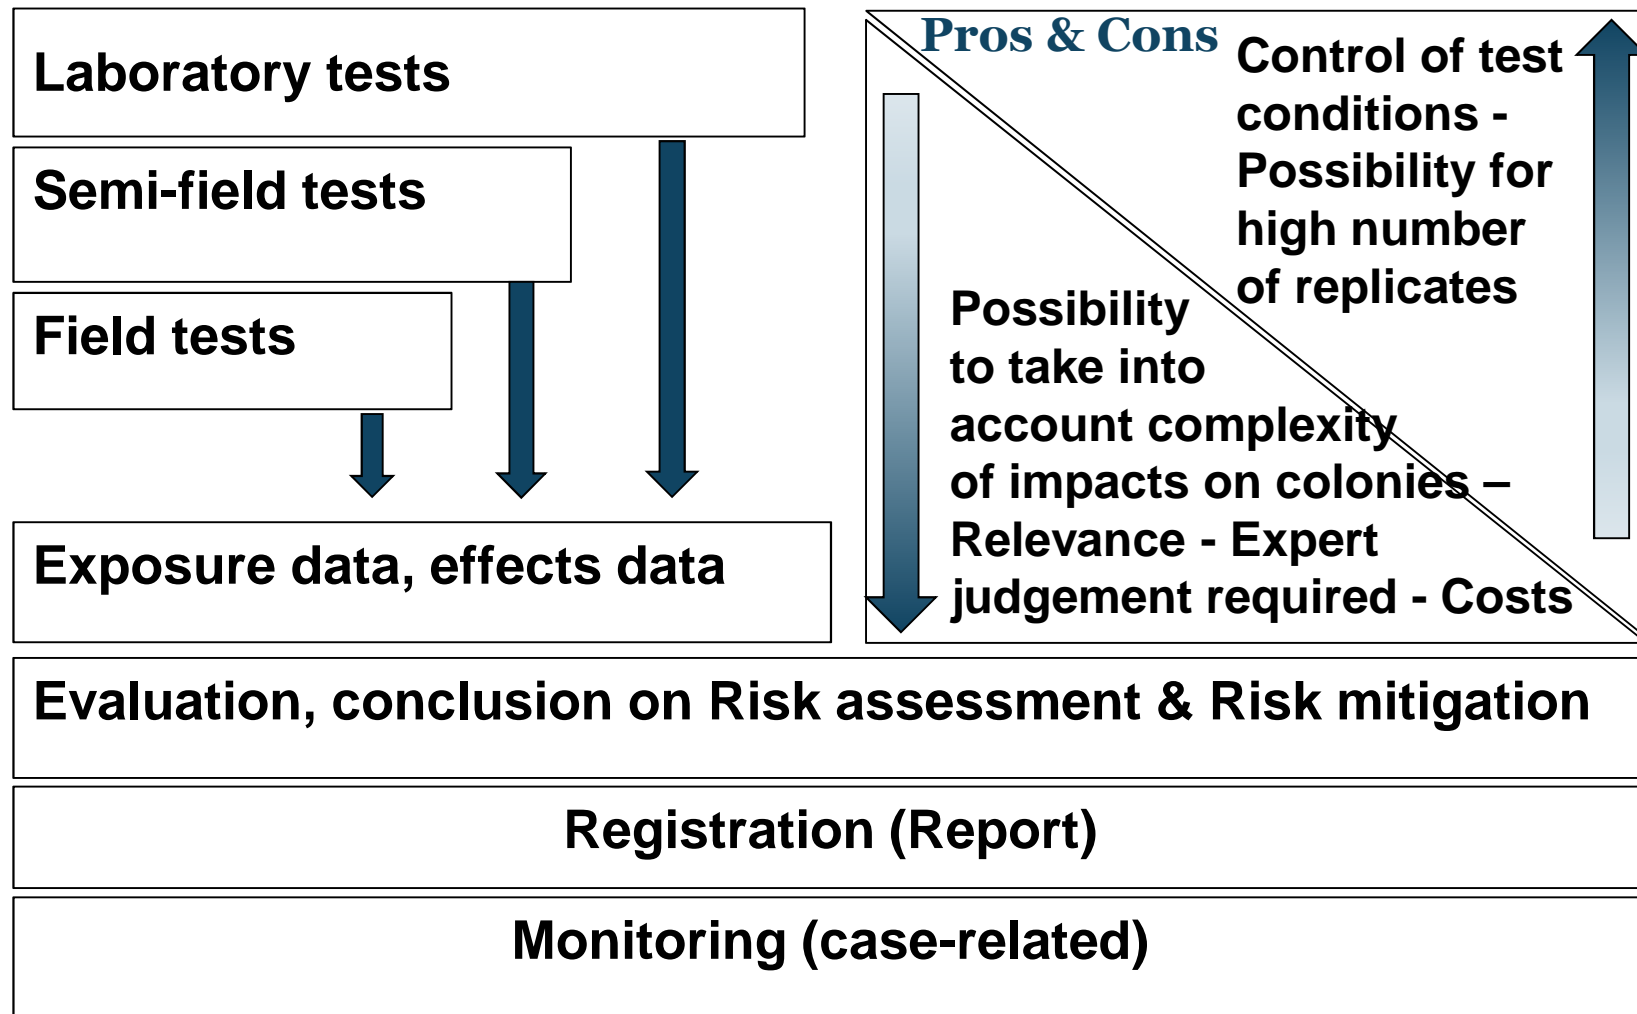 Laboratory tests
Semi-field tests
Field tests
Exposure data, effects data
Pros & Cons
Control of test
conditions -
Possibility for
high number
of replicates
Possibility
to take into
account complexity
of impacts on colonies –
Relevance - Expert
judgement required - Costs
Evaluation, conclusion on Risk assessment & Risk mitigation
Registration (Report)
Monitoring (case-related)